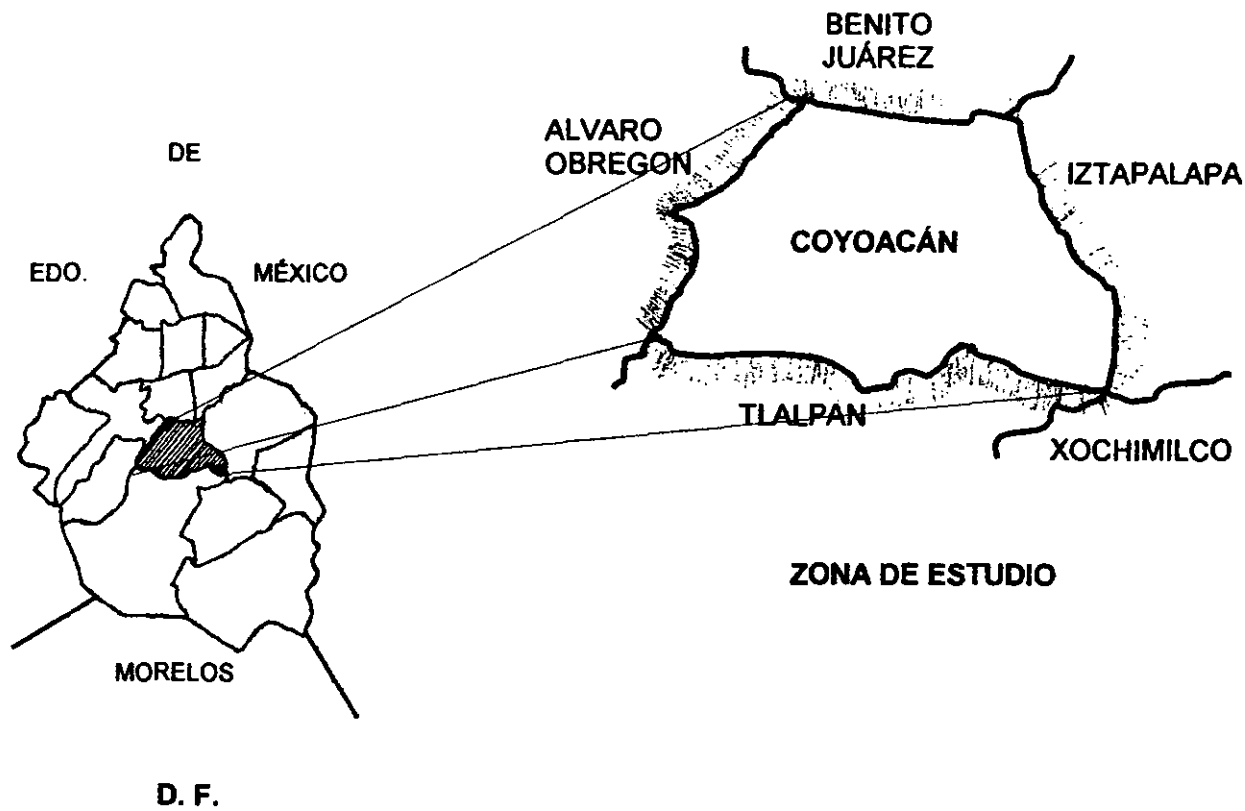 BENITO
JUÁREZ
ALVARO
OBREGON
IZTAPALAPA
COYOACÁN
TLALPAN
XOCHIMILCO
ZONA DE ESTUDIO
DE
EDO.
MÉXICO
MORELOS
D. F.